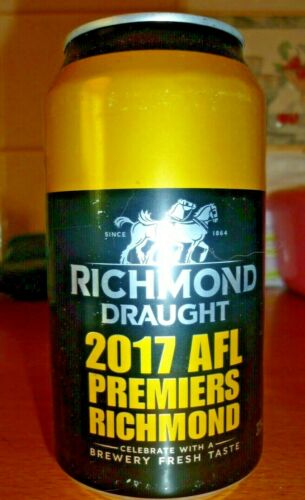 SINCE 1864
RICHMOND
DRAUGHT
2017 AFL
PREMIERS
RICHMOND
CELEBRATE WITH A
BREWERY FRESH TASTE